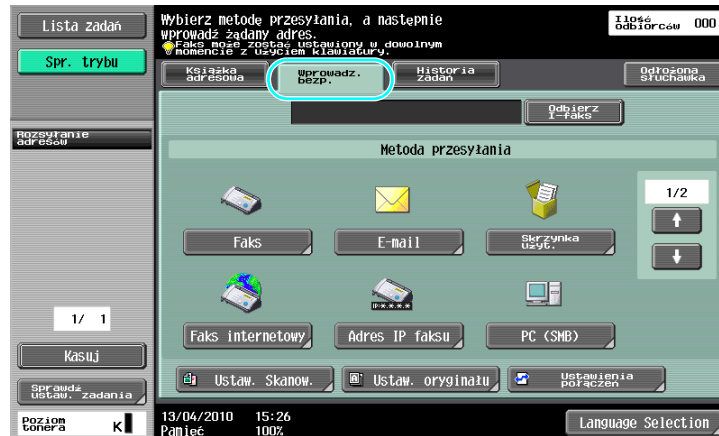 Lista zadań
Spr. trybu
Rozsyłanie
adresów
1/ 1
Kasuj
Sprawdź
ustaw. zadania
Poziom
tonera K
Wybierz metodę przesyłania, a następnie
wprowadź żądany adres.
Faks może zostać ustawiony w dowolnym
momencie z użyciem klawiatury.
Ilość
odbiorców 000
Książka
adresowa
Wprowadz.
bezp.
Historia
zadań
Odłożona
słuchawka
Odbierz
I-faks
Metoda przesyłania
Faks
E-mail
Skrzynka
użyt.
1/2
Faks internetowy
IP:*.*.*.*
Adres IP faksu
PC (SMB)
Ustaw. Skanow.
Ustaw. oryginału
Ustawienia
połączeń
13/04/2010 15:26
Pamięć 100%
Language Selection